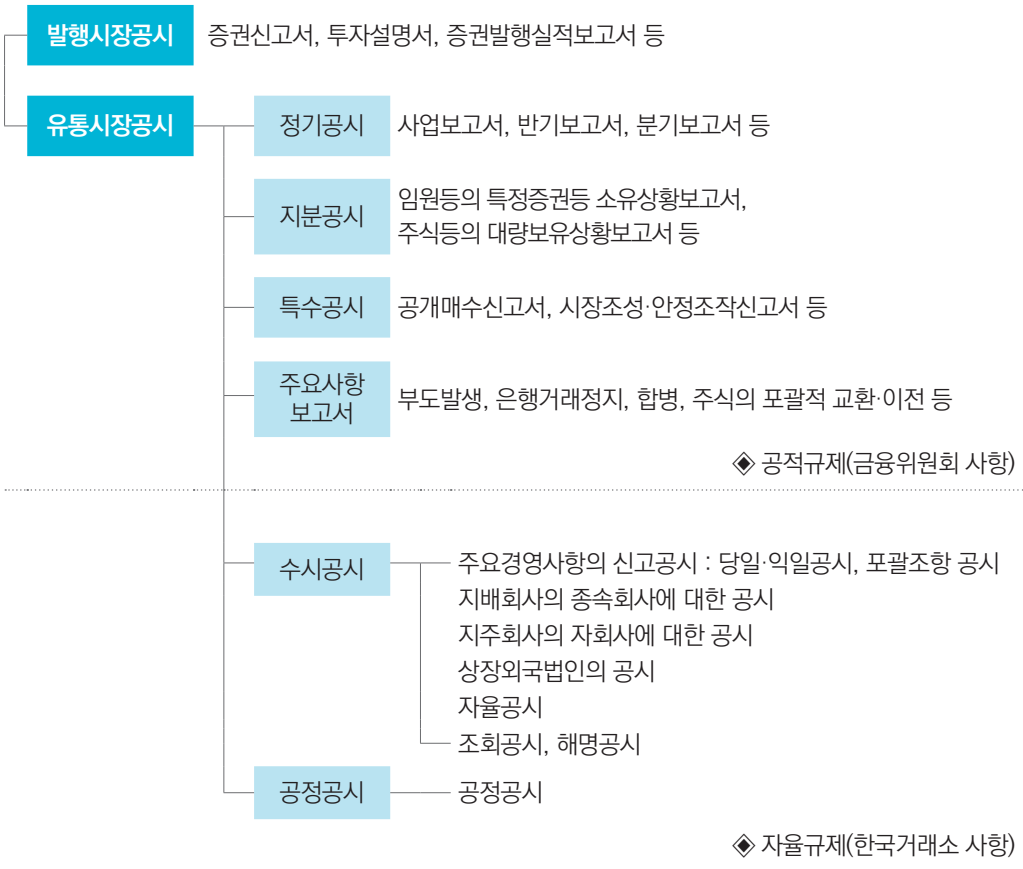 발행시장공시 증권신고서, 투자설명서, 증권발행실적보고서 등
유통시장공시 정기공시 사업보고서, 반기보고서, 분기보고서 등
지분공시 임원등의 특정증권등 소유상황보고서,
주식등의 대량보유상황보고서 등
특수공시 공개매수신고서, 시장조성·안정조작신고서 등
주요사항
보고서 부도발생, 은행거래정지, 합병, 주식의 포괄적 교환·이전 등
◈ 공적규제(금융위원회 사항)
수시공시 주요경영사항의 신고공시 : 당일·익일공시, 포괄조항 공시
지배회사의 종속회사에 대한 공시
지주회사의 자회사에 대한 공시
상장외국법인의 공시
자율공시
조회공시, 해명공시
공정공시 공정공시
◈ 자율규제(한국거래소 사항)